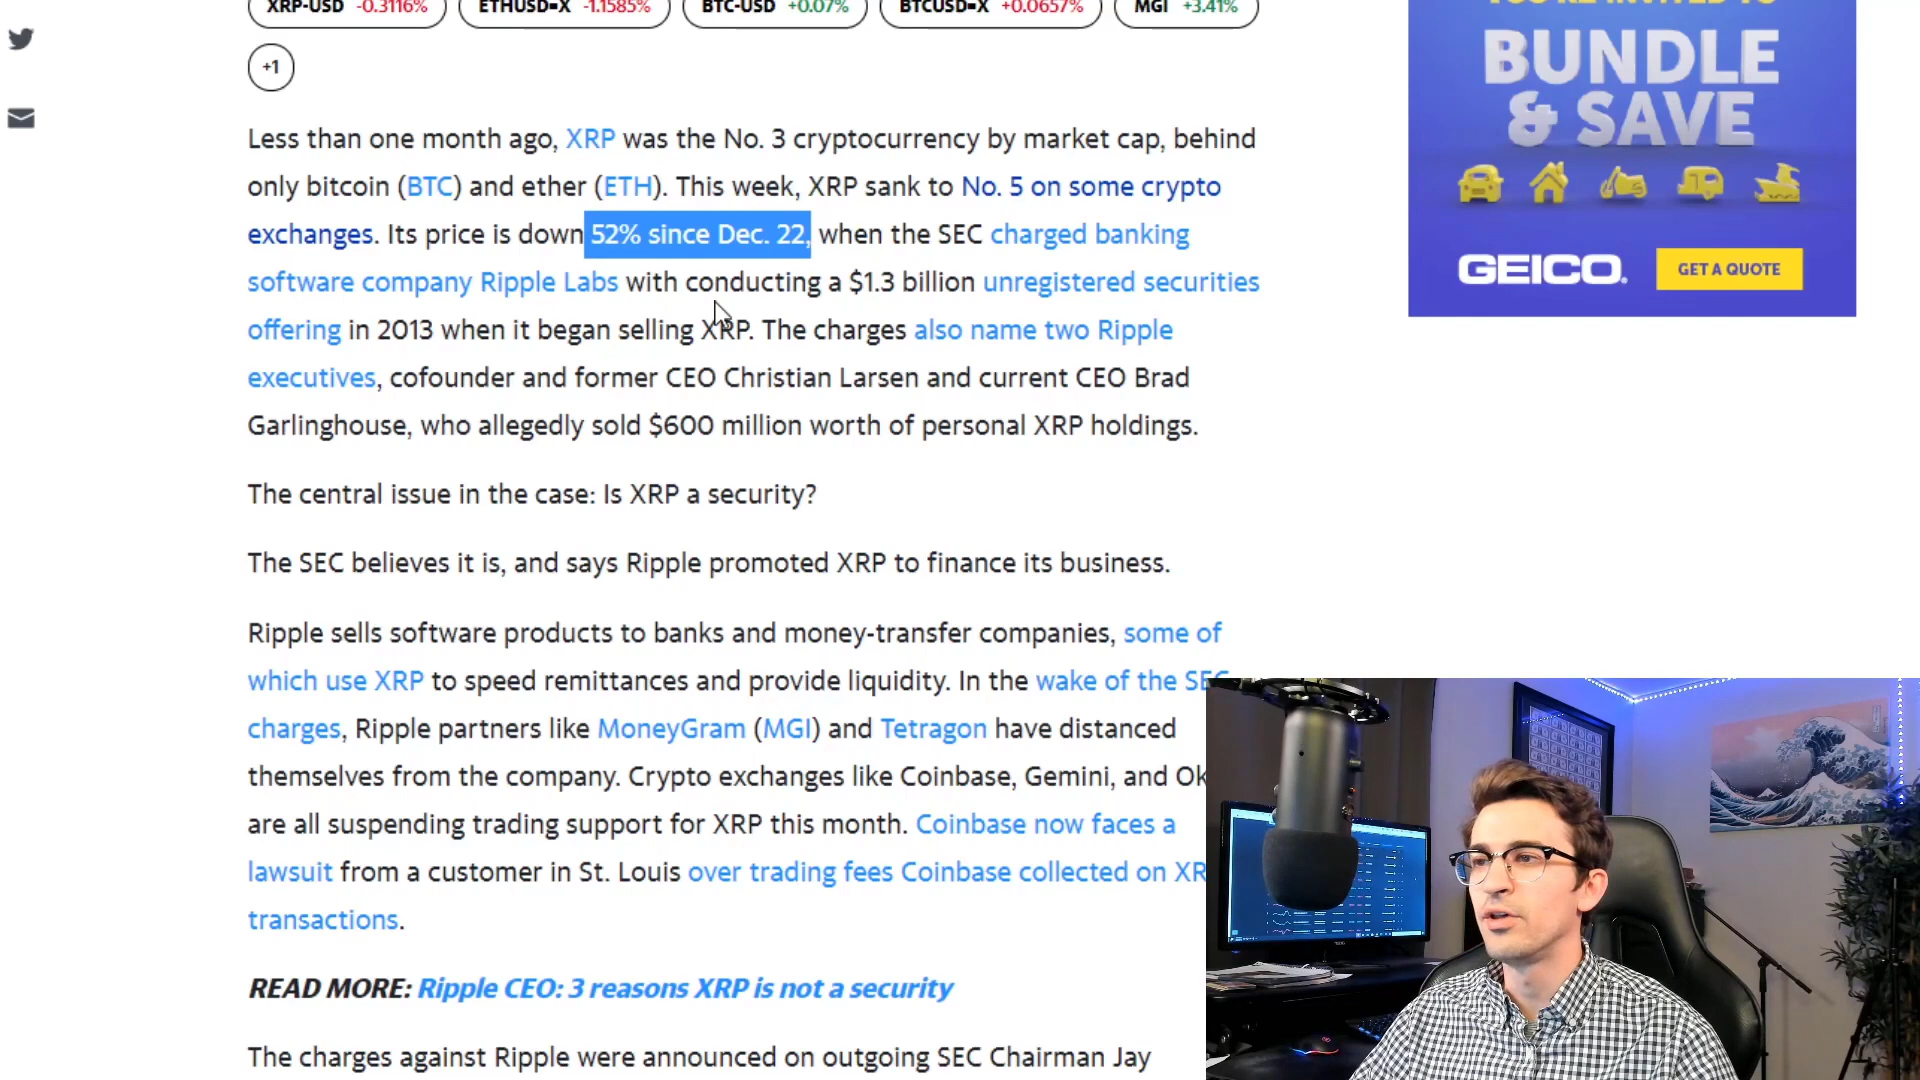 XRP-USD -0.3116% ETHUSD=X -1.1585% BTC-USD +0.07% BTCUSD=X +0.0657% MGI +3.41%
+1
Less than one month ago, XRP was the No. 3 cryptocurrency by market cap, behind
only bitcoin (BTC) and ether (ETH). This week, XRP sank to No. 5 on some crypto
exchanges. Its price is down 52% since Dec. 22, when the SEC charged banking
software company Ripple Labs with conducting a $1.3 billion unregistered securities
offering in 2013 when it began selling XRP. The charges also name two Ripple
executives, cofounder and former CEO Christian Larsen and current CEO Brad
Garlinghouse, who allegedly sold $600 million worth of personal XRP holdings.
The central issue in the case: Is XRP a security?
The SEC believes it is, and says Ripple promoted XRP to finance its business.
Ripple sells software products to banks and money-transfer companies, some of
which use XRP to speed remittances and provide liquidity. In the wake of the SEC
charges, Ripple partners like MoneyGram (MGI) and Tetragon have distanced
themselves from the company. Crypto exchanges like Coinbase, Gemini, and Ok
are all suspending trading support for XRP this month. Coinbase now faces a
lawsuit from a customer in St. Louis over trading fees Coinbase collected on XR
transactions.
READ MORE: Ripple CEO: 3 reasons XRP is not a security
The charges against Ripple were announced on outgoing SEC Chairman Jay
YOU'RE INVITED TO
BUNDLE
& SAVE
GEICO.
GET A QUOTE